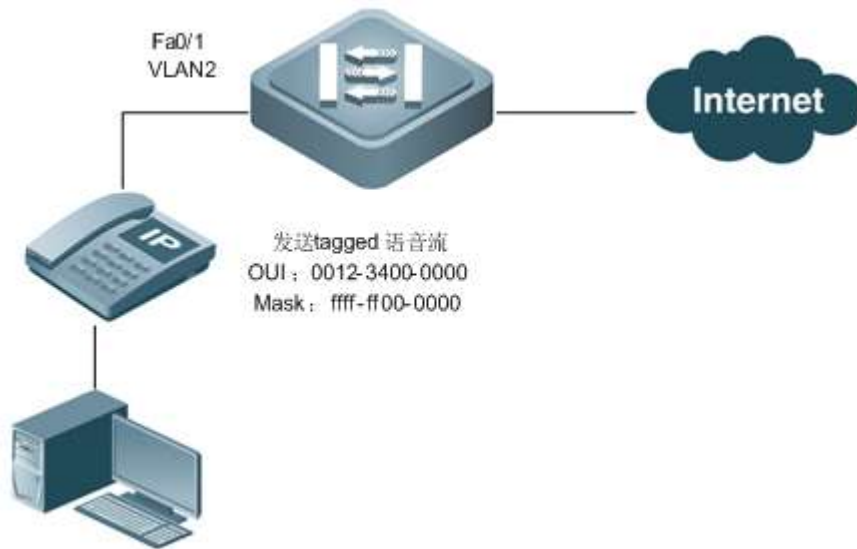 Fa0/1
VLAN2
Internet
IP
发送tagged 语音流
OUI：0012-3400-0000
Mask：ffff-ff00-0000